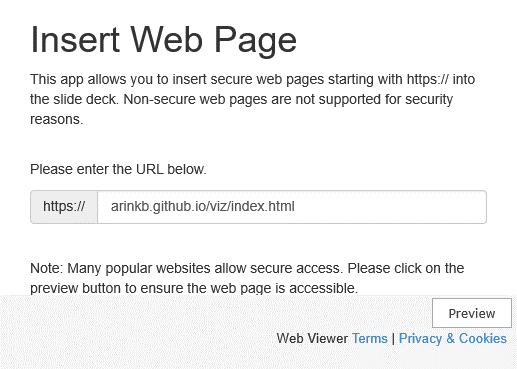 Insert Web Page
This app allows you to insert secure web pages starting with https:// into
the slide deck. Non-secure web pages are not supported for security
reasons.
Please enter the URL below.
https:// arinkb.github.io/viz/index.html
Note: Many popular websites allow secure access. Please click on the
preview button to ensure the web page is accessible.
Preview
Web Viewer Terms | Privacy & Cookies